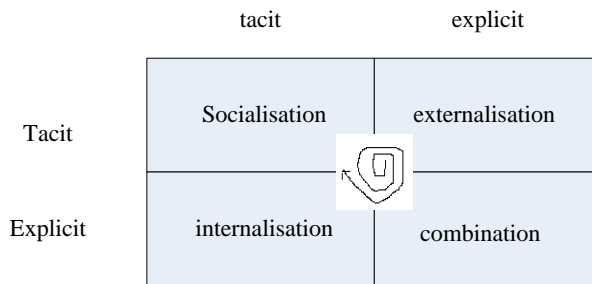 tacit explicit
Tacit
Socialisation externalisation
Explicit
internalisation combination